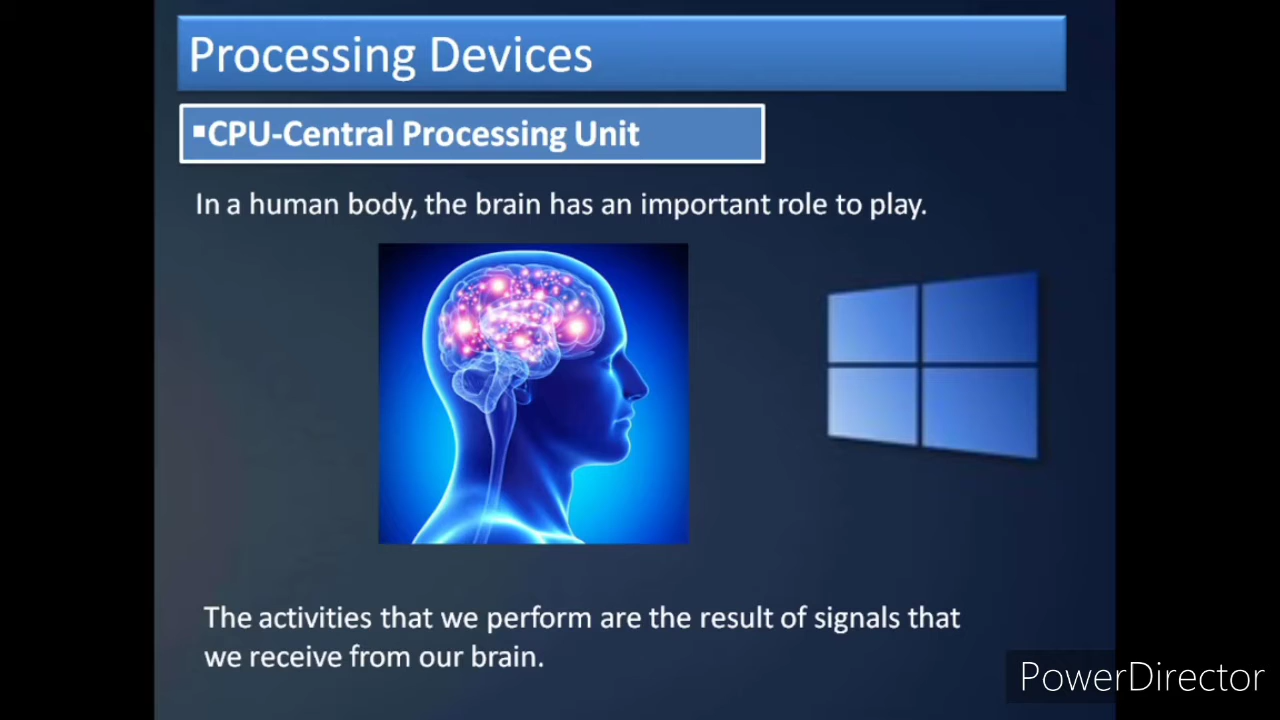 Processing Devices
▪CPU-Central Processing Unit
In a human body, the brain has an important role to play.
The activities that we perform are the result of signals that
we receive from our brain.
PowerDirector